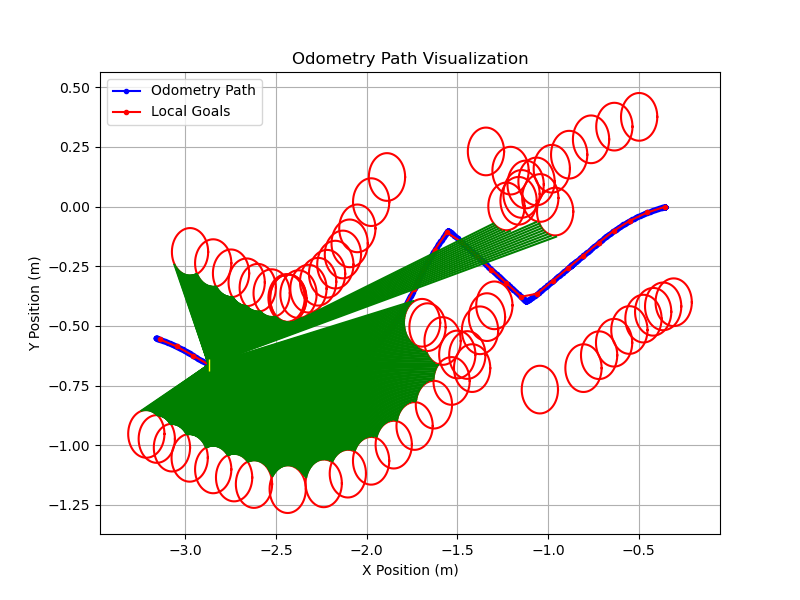 Odometry Path Visualization
Odometry Path
Local Goals
0.50
0.25
0.00
−0.25
−0.50
−0.75
−1.00
−1.25
Y Position (m)
−3.0 −2.5 −2.0 −1.5 −1.0 −0.5
X Position (m)